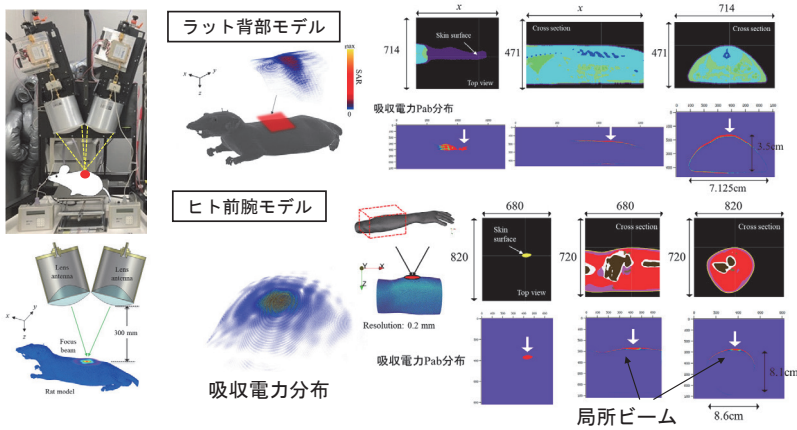 ラット背部モデル
max
SAR
0
x
y
z
x
x
714
714
Skin surface
Top view
471
Cross section
471
Cross section
吸収電力Pab分布
3.5cm
7.125cm
Lens
antenna
Lens
antenna
x
y
z
300 mm
Focus
beam
Rat model
ヒト前腕モデル
吸収電力分布
Y
X
Z
Resolution: 0.2 mm
680
680
820
820
Skin
surface
Top view
720
Cross section
720
Cross section
吸収電力Pab分布
8.1cm
8.6cm
局所ビーム